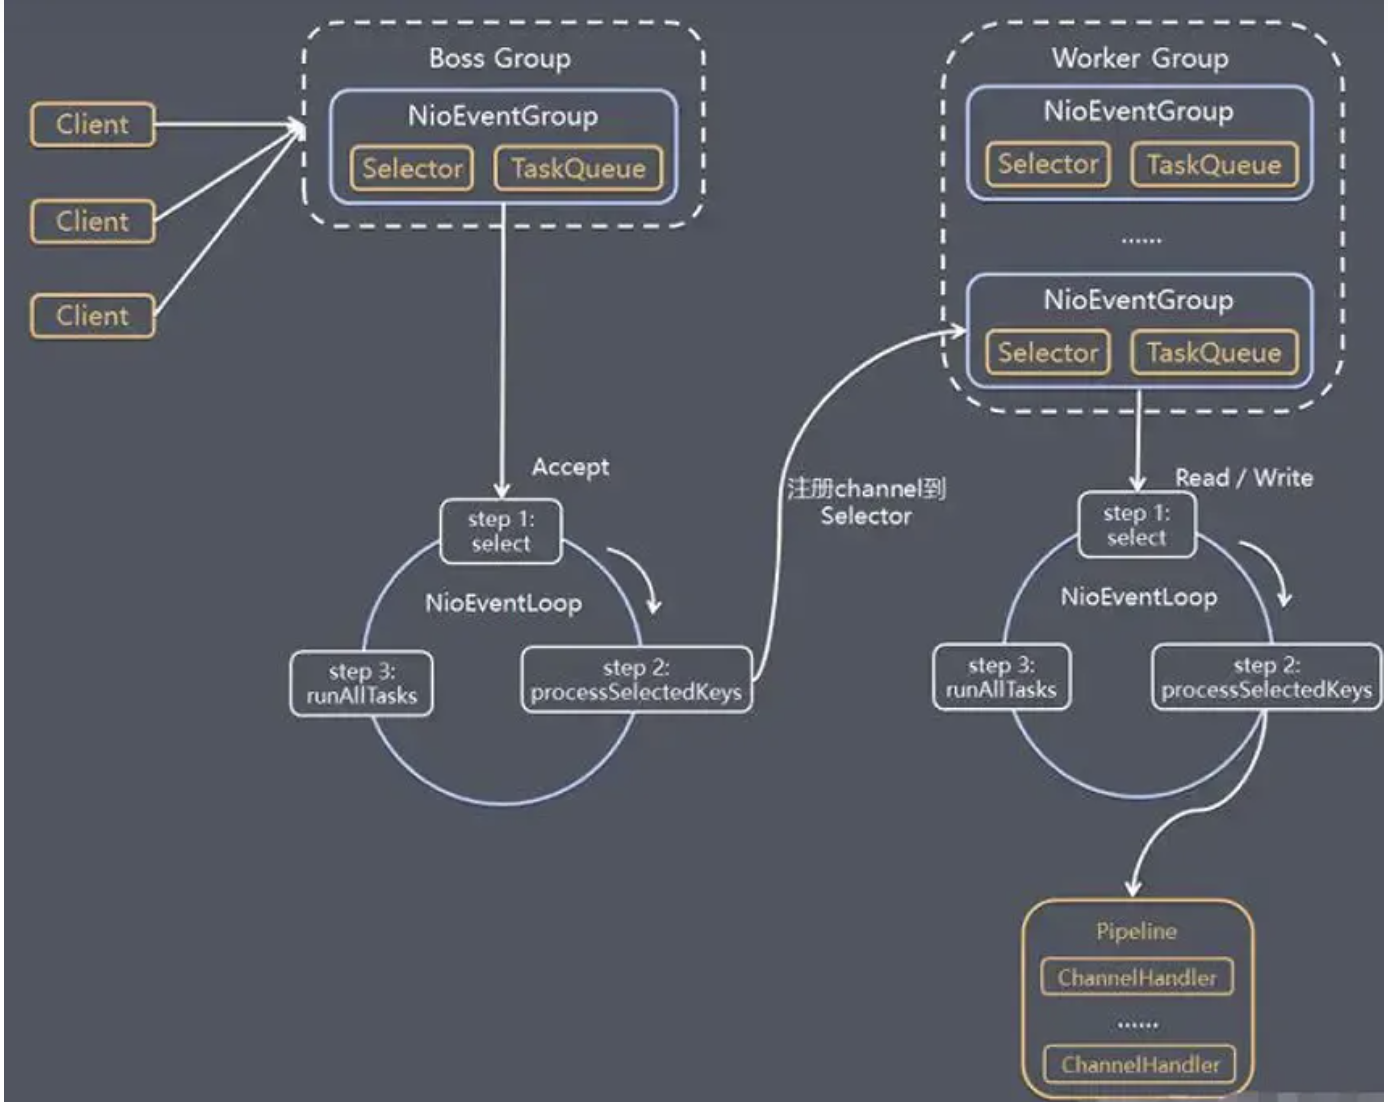 Boss Group
NioEventGroup
Selector
TaskQueue
Client
Client
Client
Accept
step 1:
select
NioEventLoop
step 2:
processSelectedKeys
step 3:
runAllTasks
注册channel到
Selector
Worker Group
NioEventGroup
Selector
TaskQueue
......
NioEventGroup
Selector
TaskQueue
Read / Write
step 1:
select
NioEventLoop
step 2:
processSelectedKeys
step 3:
runAllTasks
Pipeline
ChannelHandler
......
ChannelHandler